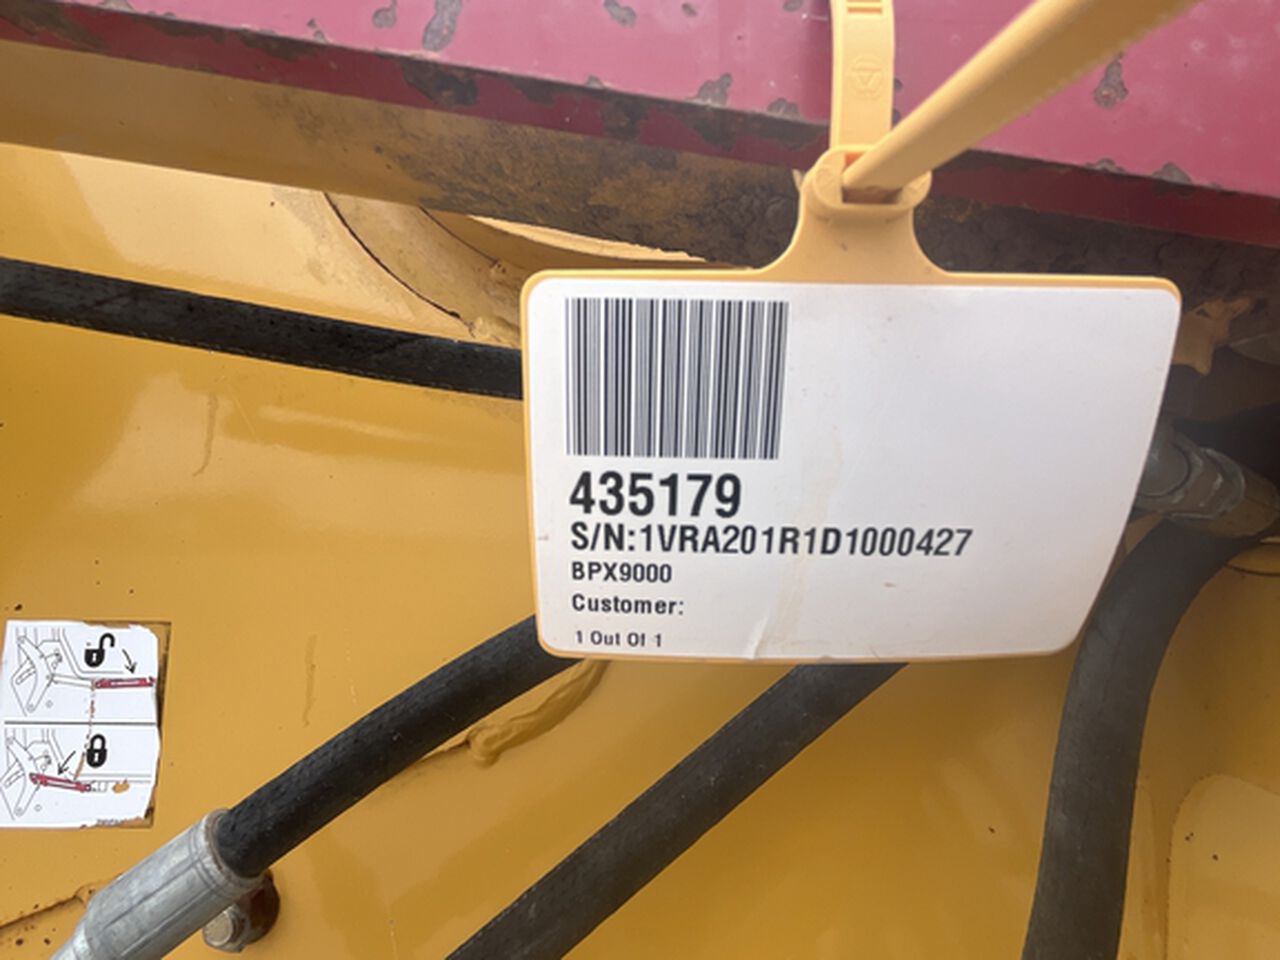 435179
S/N:1VRA201R1D1000427
BPX9000
Customer:
1 Out Of 1